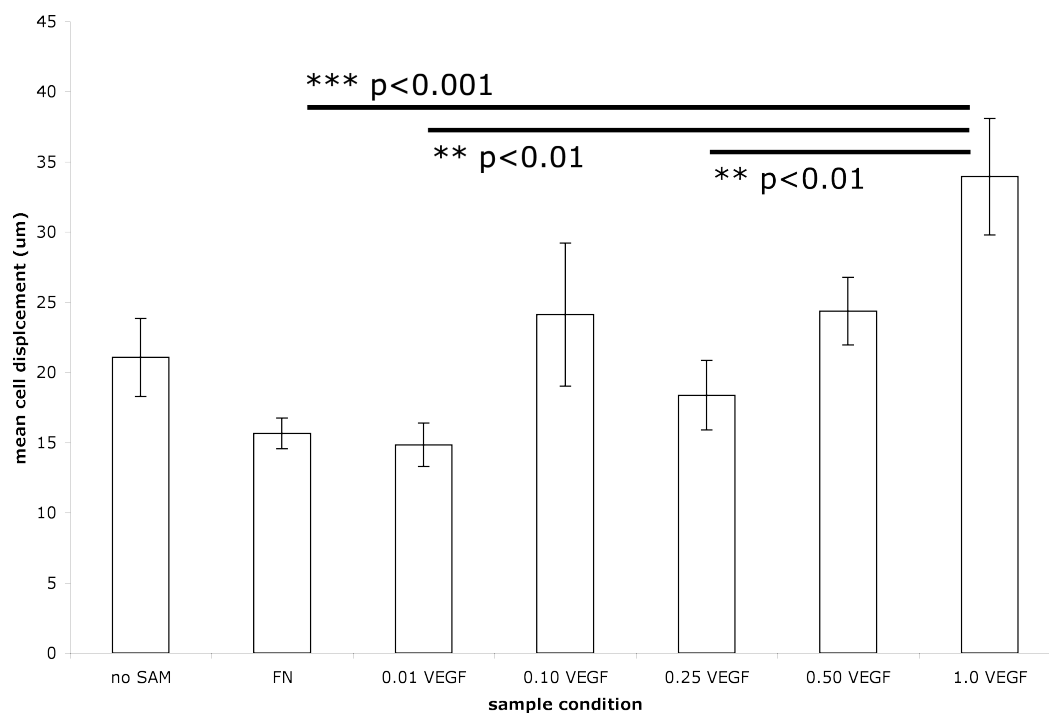 45
40
35
30
25
20
15
10
5
0
mean cell displcement (um)
*** p<0.001
** p<0.01
** p<0.01
no SAM FN 0.01 VEGF 0.10 VEGF 0.25 VEGF 0.50 VEGF 1.0 VEGF
sample condition